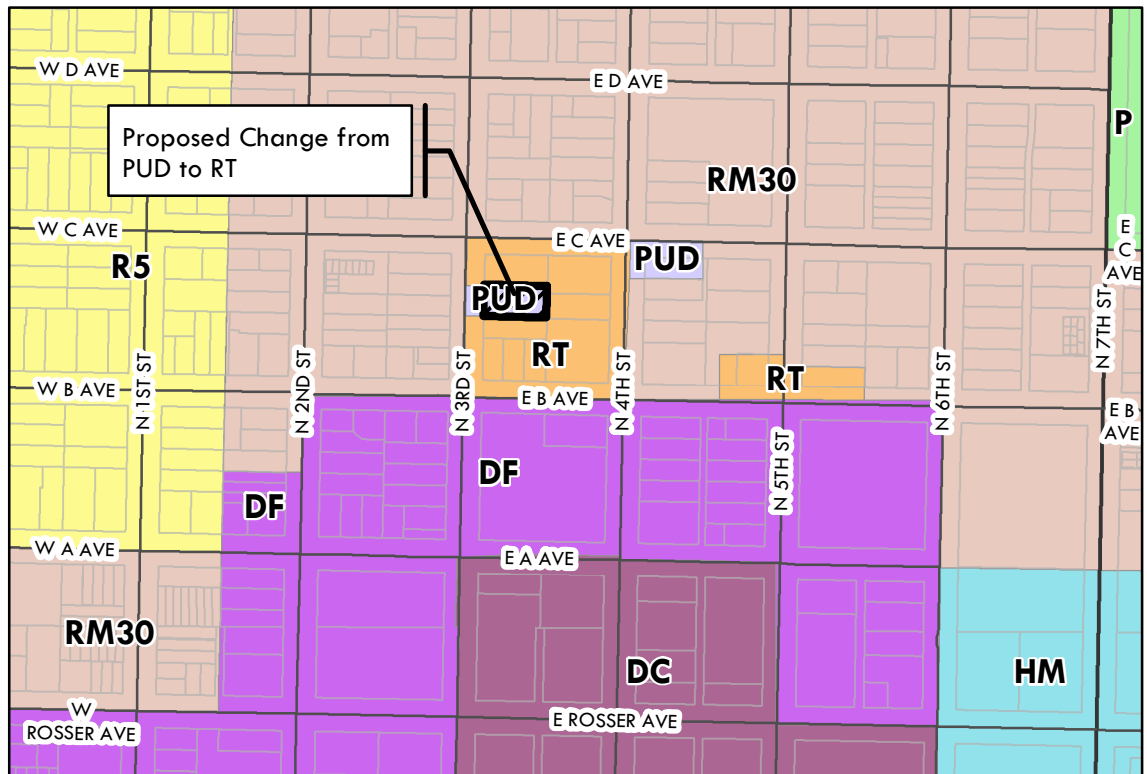 W D AVE
E D AVE
P
Proposed Change from
PUD to RT
RM30
W C AVE
E C AVE
E
C
AVE
PUD
R5
PUD
N 7TH ST
RT
RT
W B AVE
N 1ST ST
N 2ND ST
N 3RD ST
E B AVE
N 4TH ST
N 6TH ST
E B
AVE
DF
N 5TH ST
DF
W A AVE
E A AVE
RM30
DC
HM
W
ROSSER AVE
E ROSSER AVE